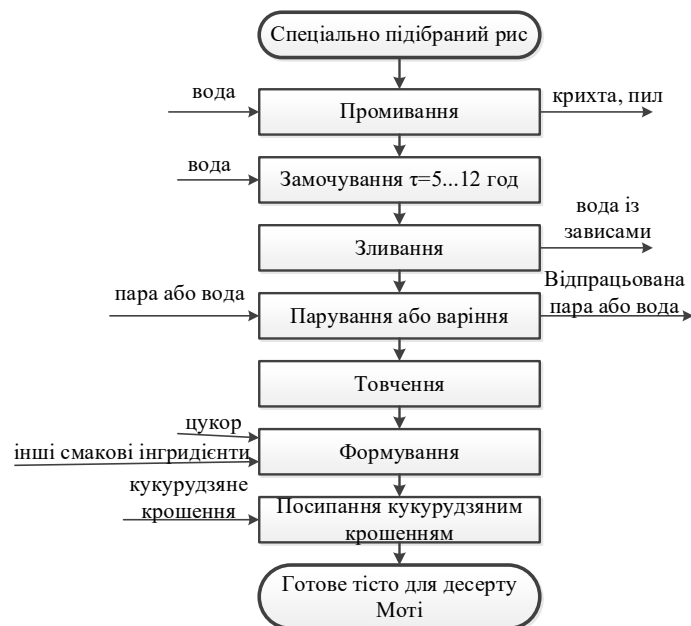 Спеціально підібраний рис
вода
Промивання
крихта, пил
вода
Замочування τ=5...12 год
Зливання
вода із
зависами
пара або вода
Парування або варіння
Відпрацьована
пара або вода
Товчення
цукор
інші смакові інгридієнти
Формування
кукурудзяне
крошення
Посипання кукурудзяним
крошенням
Готове тісто для десерту
Моті